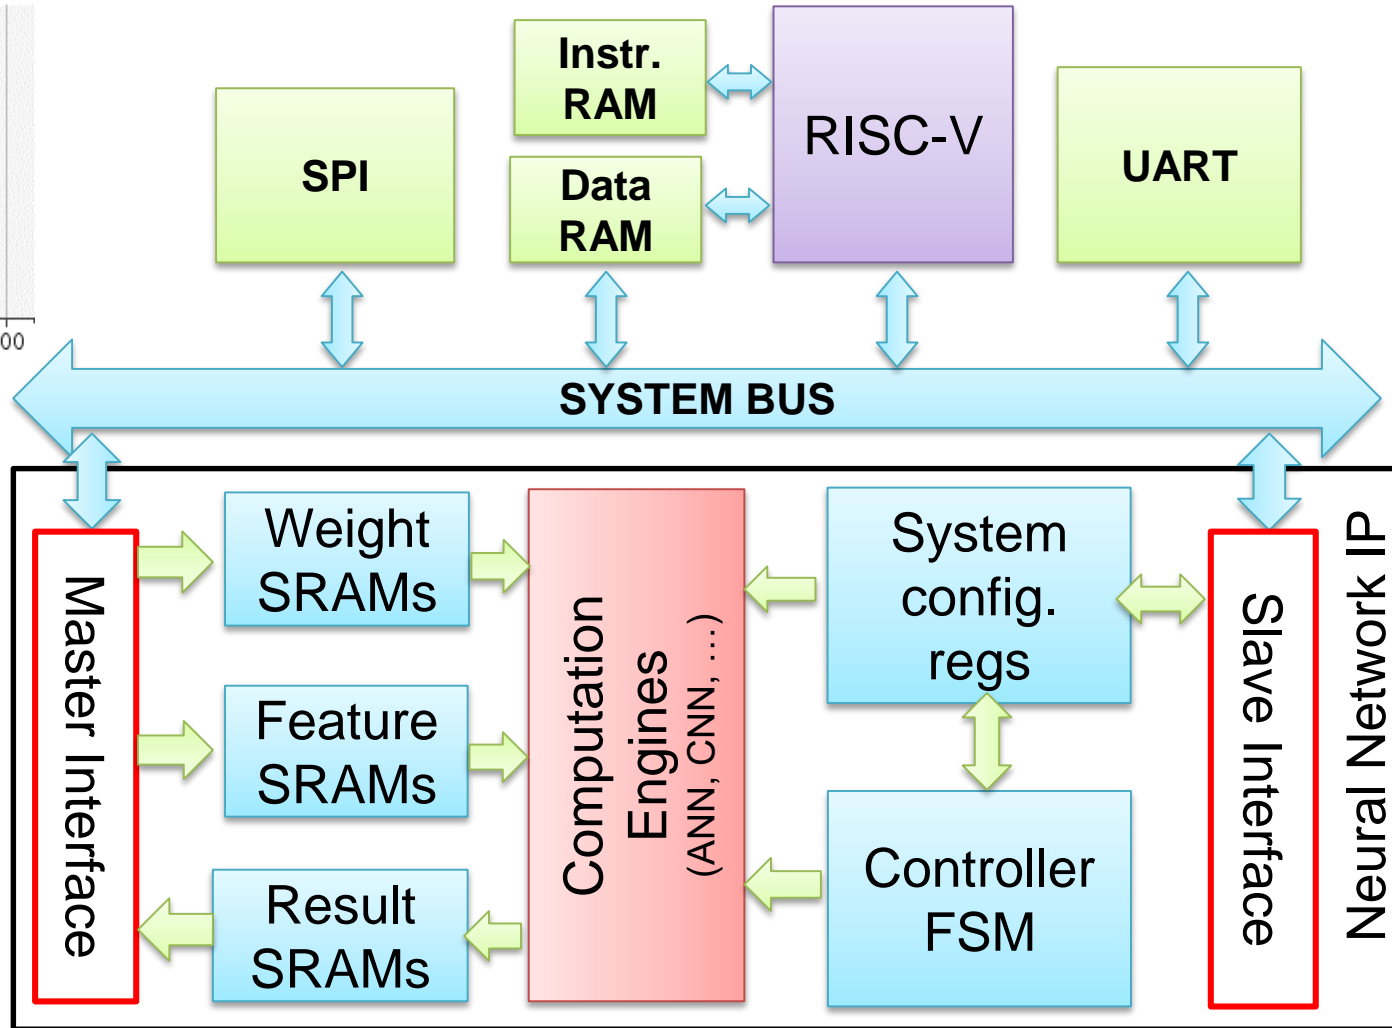 Instr.
RAM
RISC-V
SPI
Data
RAM
UART
00
SYSTEM BUS
Master Interface
Weight
SRAMs
Feature
SRAMs
Result
SRAMs
Computation
Engines
(ANN, CNN, ...)
System
config.
regs
Controller
FSM
Slave Interface
Neural Network IP